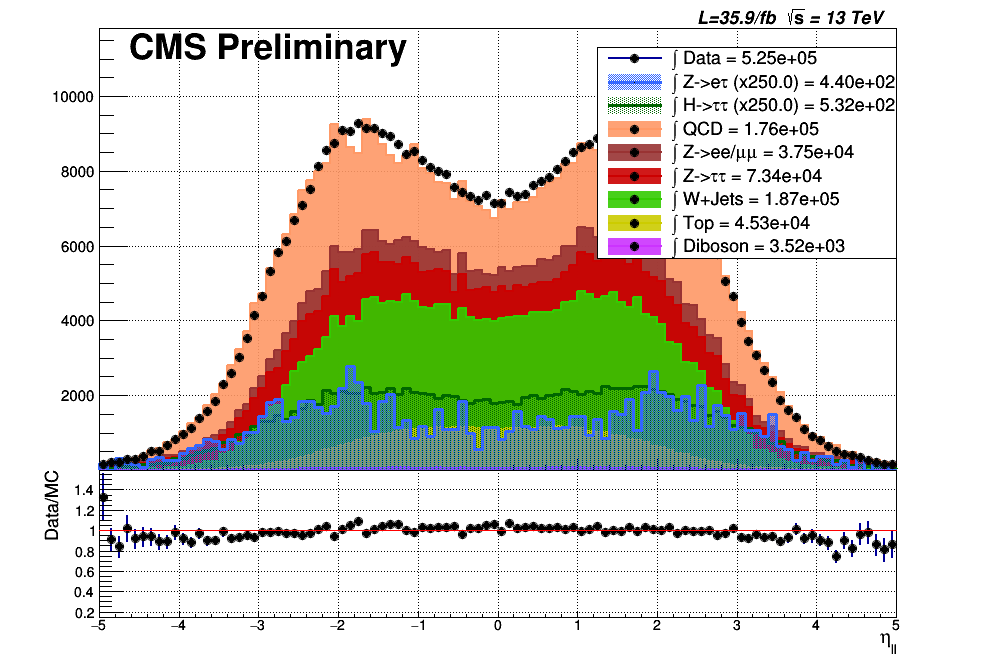 L=35.9/fb √s = 13 TeV
CMS Preliminary
∫ Data = 5.25e+05
∫ Z->eτ (x250.0) = 4.40e+02
∫ H->ττ (x250.0) = 5.32e+02
∫ QCD = 1.76e+05
∫ Z->ee/μμ = 3.75e+04
∫ Z->ττ = 7.34e+04
∫ W+Jets = 1.87e+05
∫ Top = 4.53e+04
∫ Diboson = 3.52e+03
10000
8000
6000
4000
2000
Data/MC
1.4
1.2
1
0.8
0.6
0.4
0.2
−5 −4 −3 −2 −1 0 1 2 3 4 5
η_ll